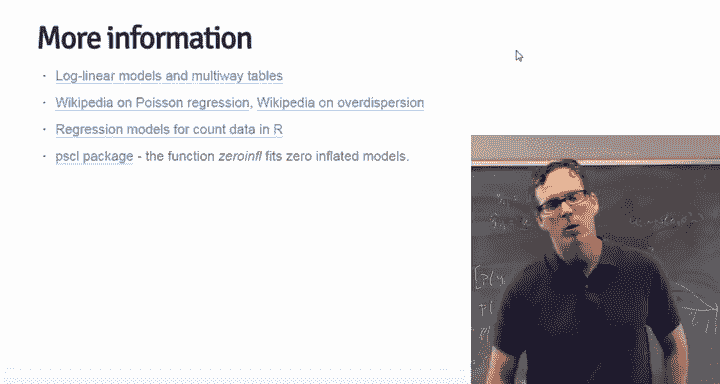 More information
· Log-linear models and multiway tables
· Wikipedia on Poisson regression, Wikipedia on overdispersion
· Regression models for count data in R
· pscl package - the function zeroinfl fits zero inflated models.